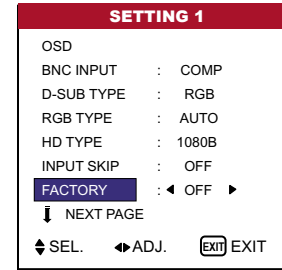 SETTING 1
OSD
BNC INPUT : COMP
D-SUB TYPE : RGB
RGB TYPE : AUTO
HD TYPE : 1080B
INPUT SKIP : OFF
FACTORY : OFF
NEXT PAGE
SEL. ADJ. EXIT EXIT